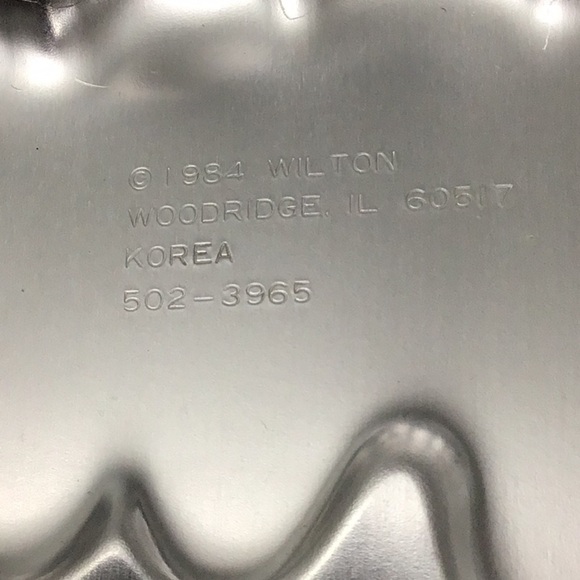 © 1984 WILTON
WOODRIDGE, IL 60517
KOREA
502-3965